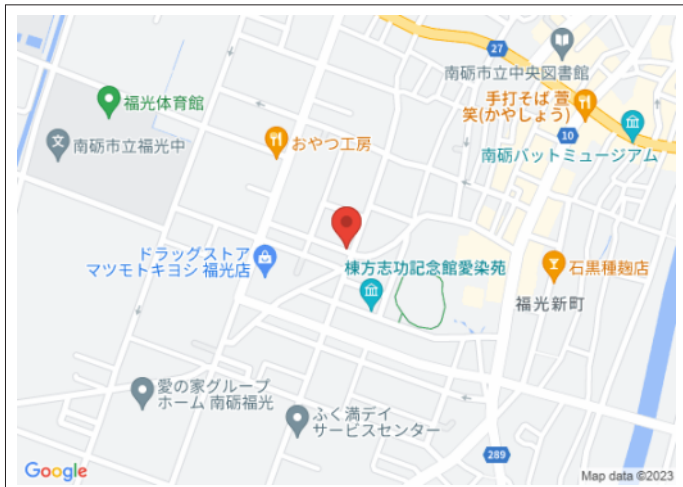 27
南砺市立中央図書館
手打そば 萱
笑(かやしょう)
福光体育館
10
南砺市立福光中
おやつ工房
南砺バットミュージアム
ドラッグストア
マツモトキヨシ 福光店
棟方志功記念館愛染苑
石黒種麹店
福光新町
愛の家グループ
ホーム 南砺福光
ふく満デイ
サービスセンター
289
Google
Map data ©2023